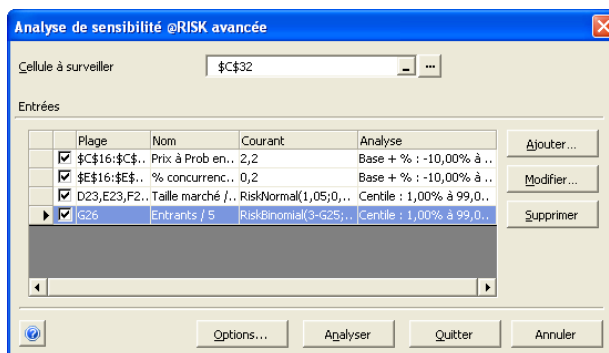 Analyse de sensibilité @RISK avancée
Cellule à surveiller $C$32
Entrées
Plage Nom Courant Analyse
$C$16:$C$.. Prix à Prob en.. 2,2 Base + % : -10,00% à ..
$E$16:$E$.. % concurrenc.. 0,2 Base + % : -10,00% à ..
D23,E23,F2.. Taille marché /.. RiskNormal(1,05;0,.. Centile : 1,00% à 99,0..
G26 Entrants / 5 RiskBinomial(3-G25;.. Centile : 1,00% à 99,0..
Ajouter...
Modifier...
Supprimer
Options... Analyser Quitter Annuler